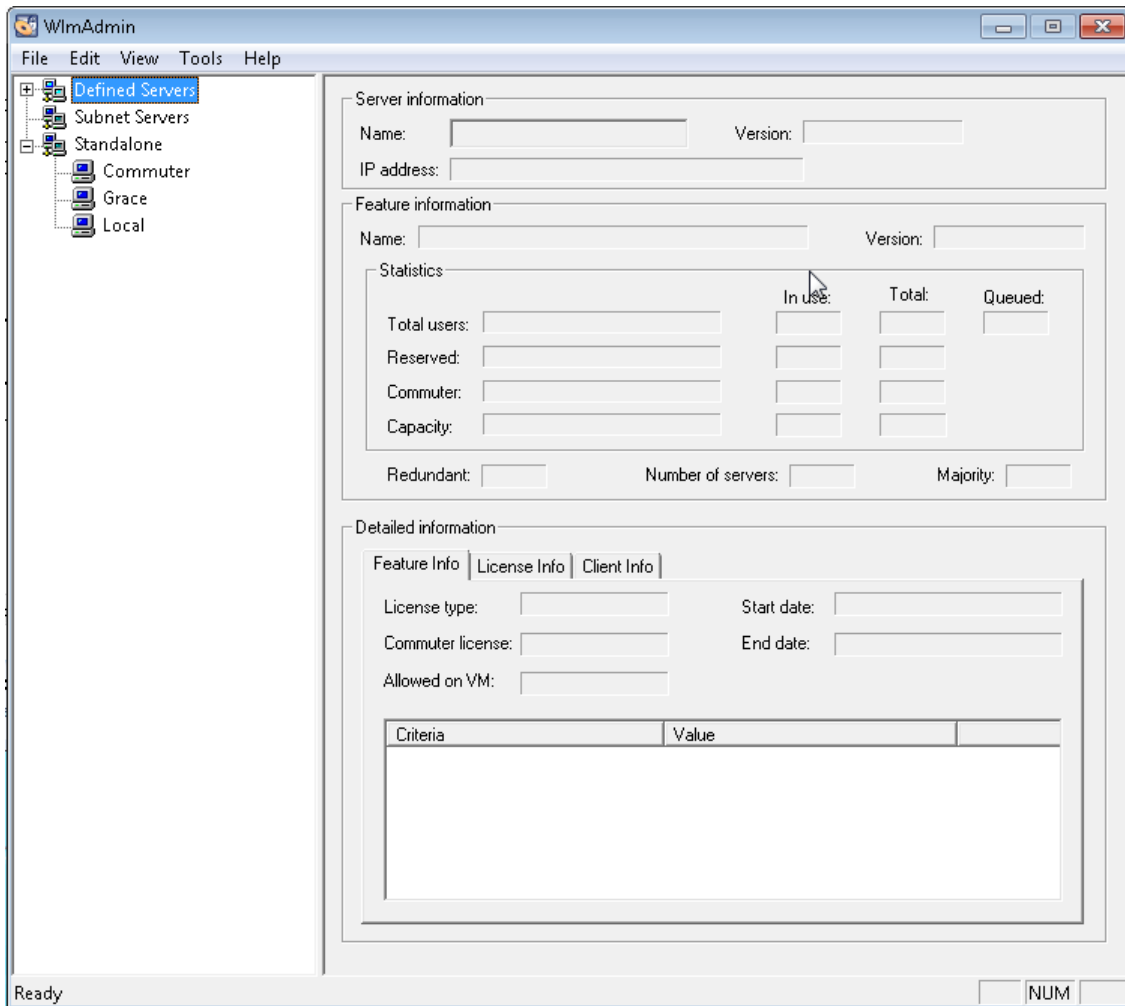 WlmAdmin
File Edit View Tools Help
Defined Servers
Subnet Servers
Standalone
Commuter
Grace
Local
Server information
Name: Version:
IP address:
Feature information
Name: Version:
Statistics
In use: Total: Queued:
Total users:
Reserved:
Commuter:
Capacity:
Redundant: Number of servers: Majority:
Detailed information
Feature Info License Info Client Info
License type: Start date:
Commuter license: End date:
Allowed on VM:
Criteria Value
Ready NUM